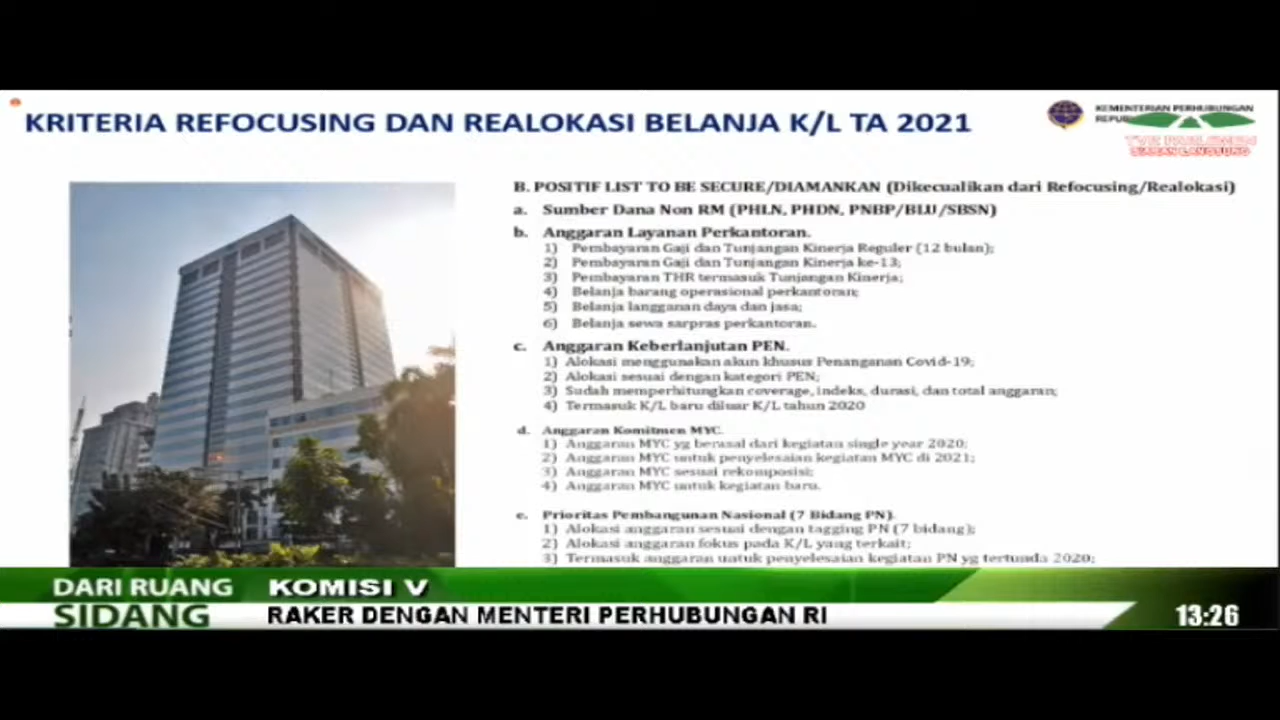 KRITERIA REFOCUSING DAN REALOKASI BELANJA K/L TA 2021
KEMENTERIAN PERHUBUNGAN
B. POSITIF LIST TO BE SECURE/DIAMANKAN (Dikecualikan dari Refocusing/Realokasi)
a. Sumber Dana Non RM (PHLN, PHDN, PNBP/BLU/SBSN)
b. Anggaran Layanan Perkantoran.
1) Pembayaran Gaji dan Tunjangan Kinerja Reguler (12 bulan);
2) Pembayaran Gaji dan Tunjangan Kinerja ke-13;
3) Pembayaran THR termasuk Tunjangan Kinerja;
4) Belanja barang operasional perkantoran;
5) Belanja langganan daya dan jasa;
6) Belanja sewa sarpras perkantoran.
c. Anggaran Keberlanjutan PEN.
1) Alokasi menggunakan akun khusus Penanganan Covid-19;
2) Alokasi sesuai dengan kategori PEN;
3) Sudah memperhitungkan coverage, indeks, durasi, dan total anggaran;
4) Termasuk K/L baru diluar K/L tahun 2020
d. Anggaran Komitmen MYC.
1) Anggaran MYC yg berasal dari kegiatan single year 2020;
2) Anggaran MYC untuk penyelesaian kegiatan MYC di 2021;
3) Anggaran MYC sesuai rekomposisi;
4) Anggaran MYC untuk kegiatan baru.
e. Prioritas Pembangunan Nasional (7 Bidang PN).
1) Alokasi anggaran sesuai dengan tagging PN (7 bidang);
2) Alokasi anggaran fokus pada K/L yang terkait;
3) Termasuk anggaran untuk penyelesaian kegiatan PN yg tertunda 2020;
DARI RUANG SIDANG
KOMISI V
RAKER DENGAN MENTERI PERHUBUNGAN RI
13:26